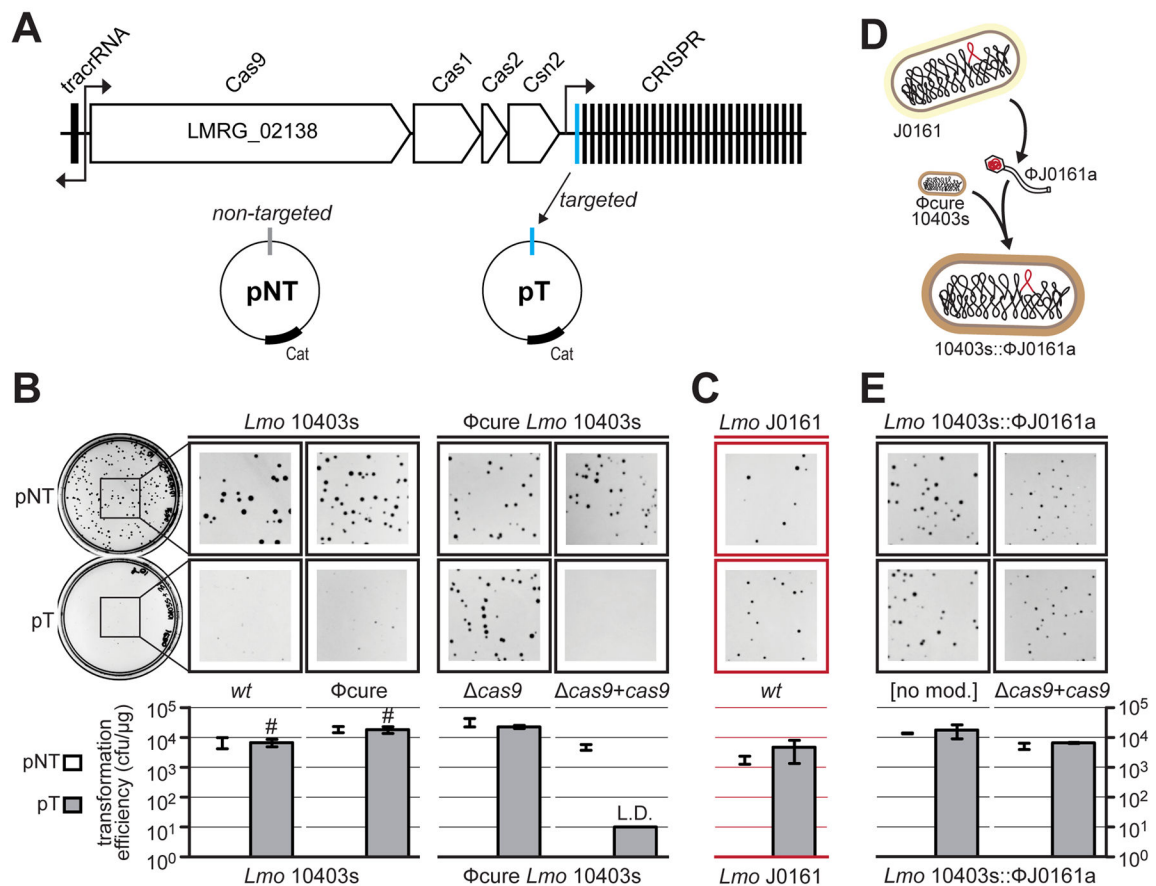 A
tracrRNA
Cas9
Cas1
Cas2
Csn2
CRISPR
LMRG_02138
non-targeted
targeted
pNT
pT
Cat
Cat
D
J0161
ΦJ0161a
Φcure
10403s
10403s::ΦJ0161a
B
Lmo 10403s
Φcure Lmo 10403s
C
Lmo J0161
E
Lmo 10403s::ΦJ0161a
pNT
pT
wt
Φcure
Δcas9
Δcas9+cas9
wt
[no mod.]
Δcas9+cas9
pNT
pT
transformation
efficiency (cfu/µg)
10⁵
10⁴
10³
10²
10¹
10⁰
#
#
L.D.
10⁵
10⁴
10³
10²
10¹
10⁰
Lmo 10403s
Φcure Lmo 10403s
Lmo J0161
Lmo 10403s::ΦJ0161a